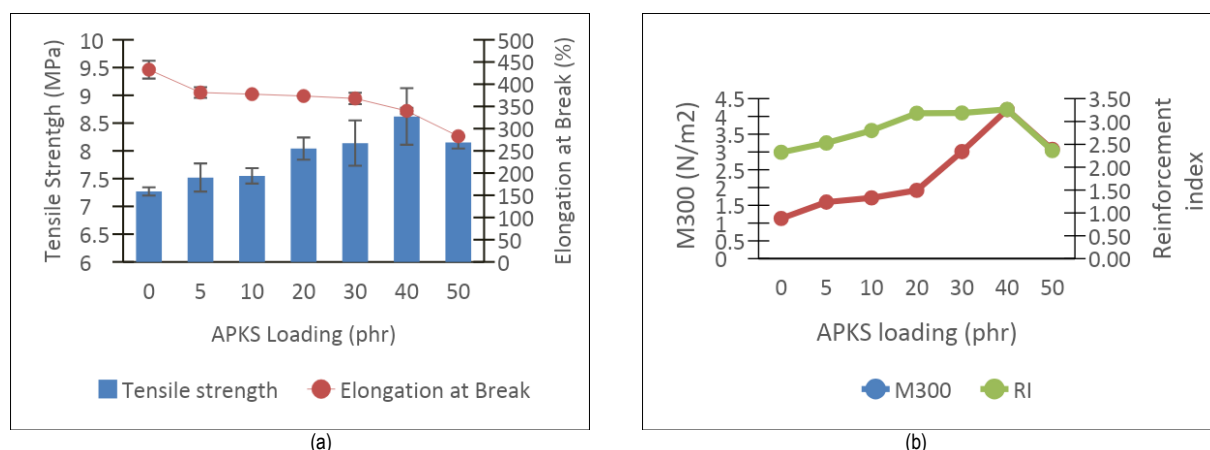 10
9.5
9
8.5
8
7.5
7
6.5
6
Tensile Strentgh (MPa)
500
450
400
350
300
250
200
150
100
50
0
Elongation at Break (%)
0 5 10 20 30 40 50
APKS Loading (phr)
Tensile strength Elongation at Break
(a)
4.5
4
3.5
3
2.5
2
1.5
1
0.5
0
M300 (N/m2)
3.50
3.00
2.50
2.00
1.50
1.00
0.50
0.00
Reinforcement
index
0 5 10 20 30 40 50
APKS loading (phr)
M300 RI
(b)